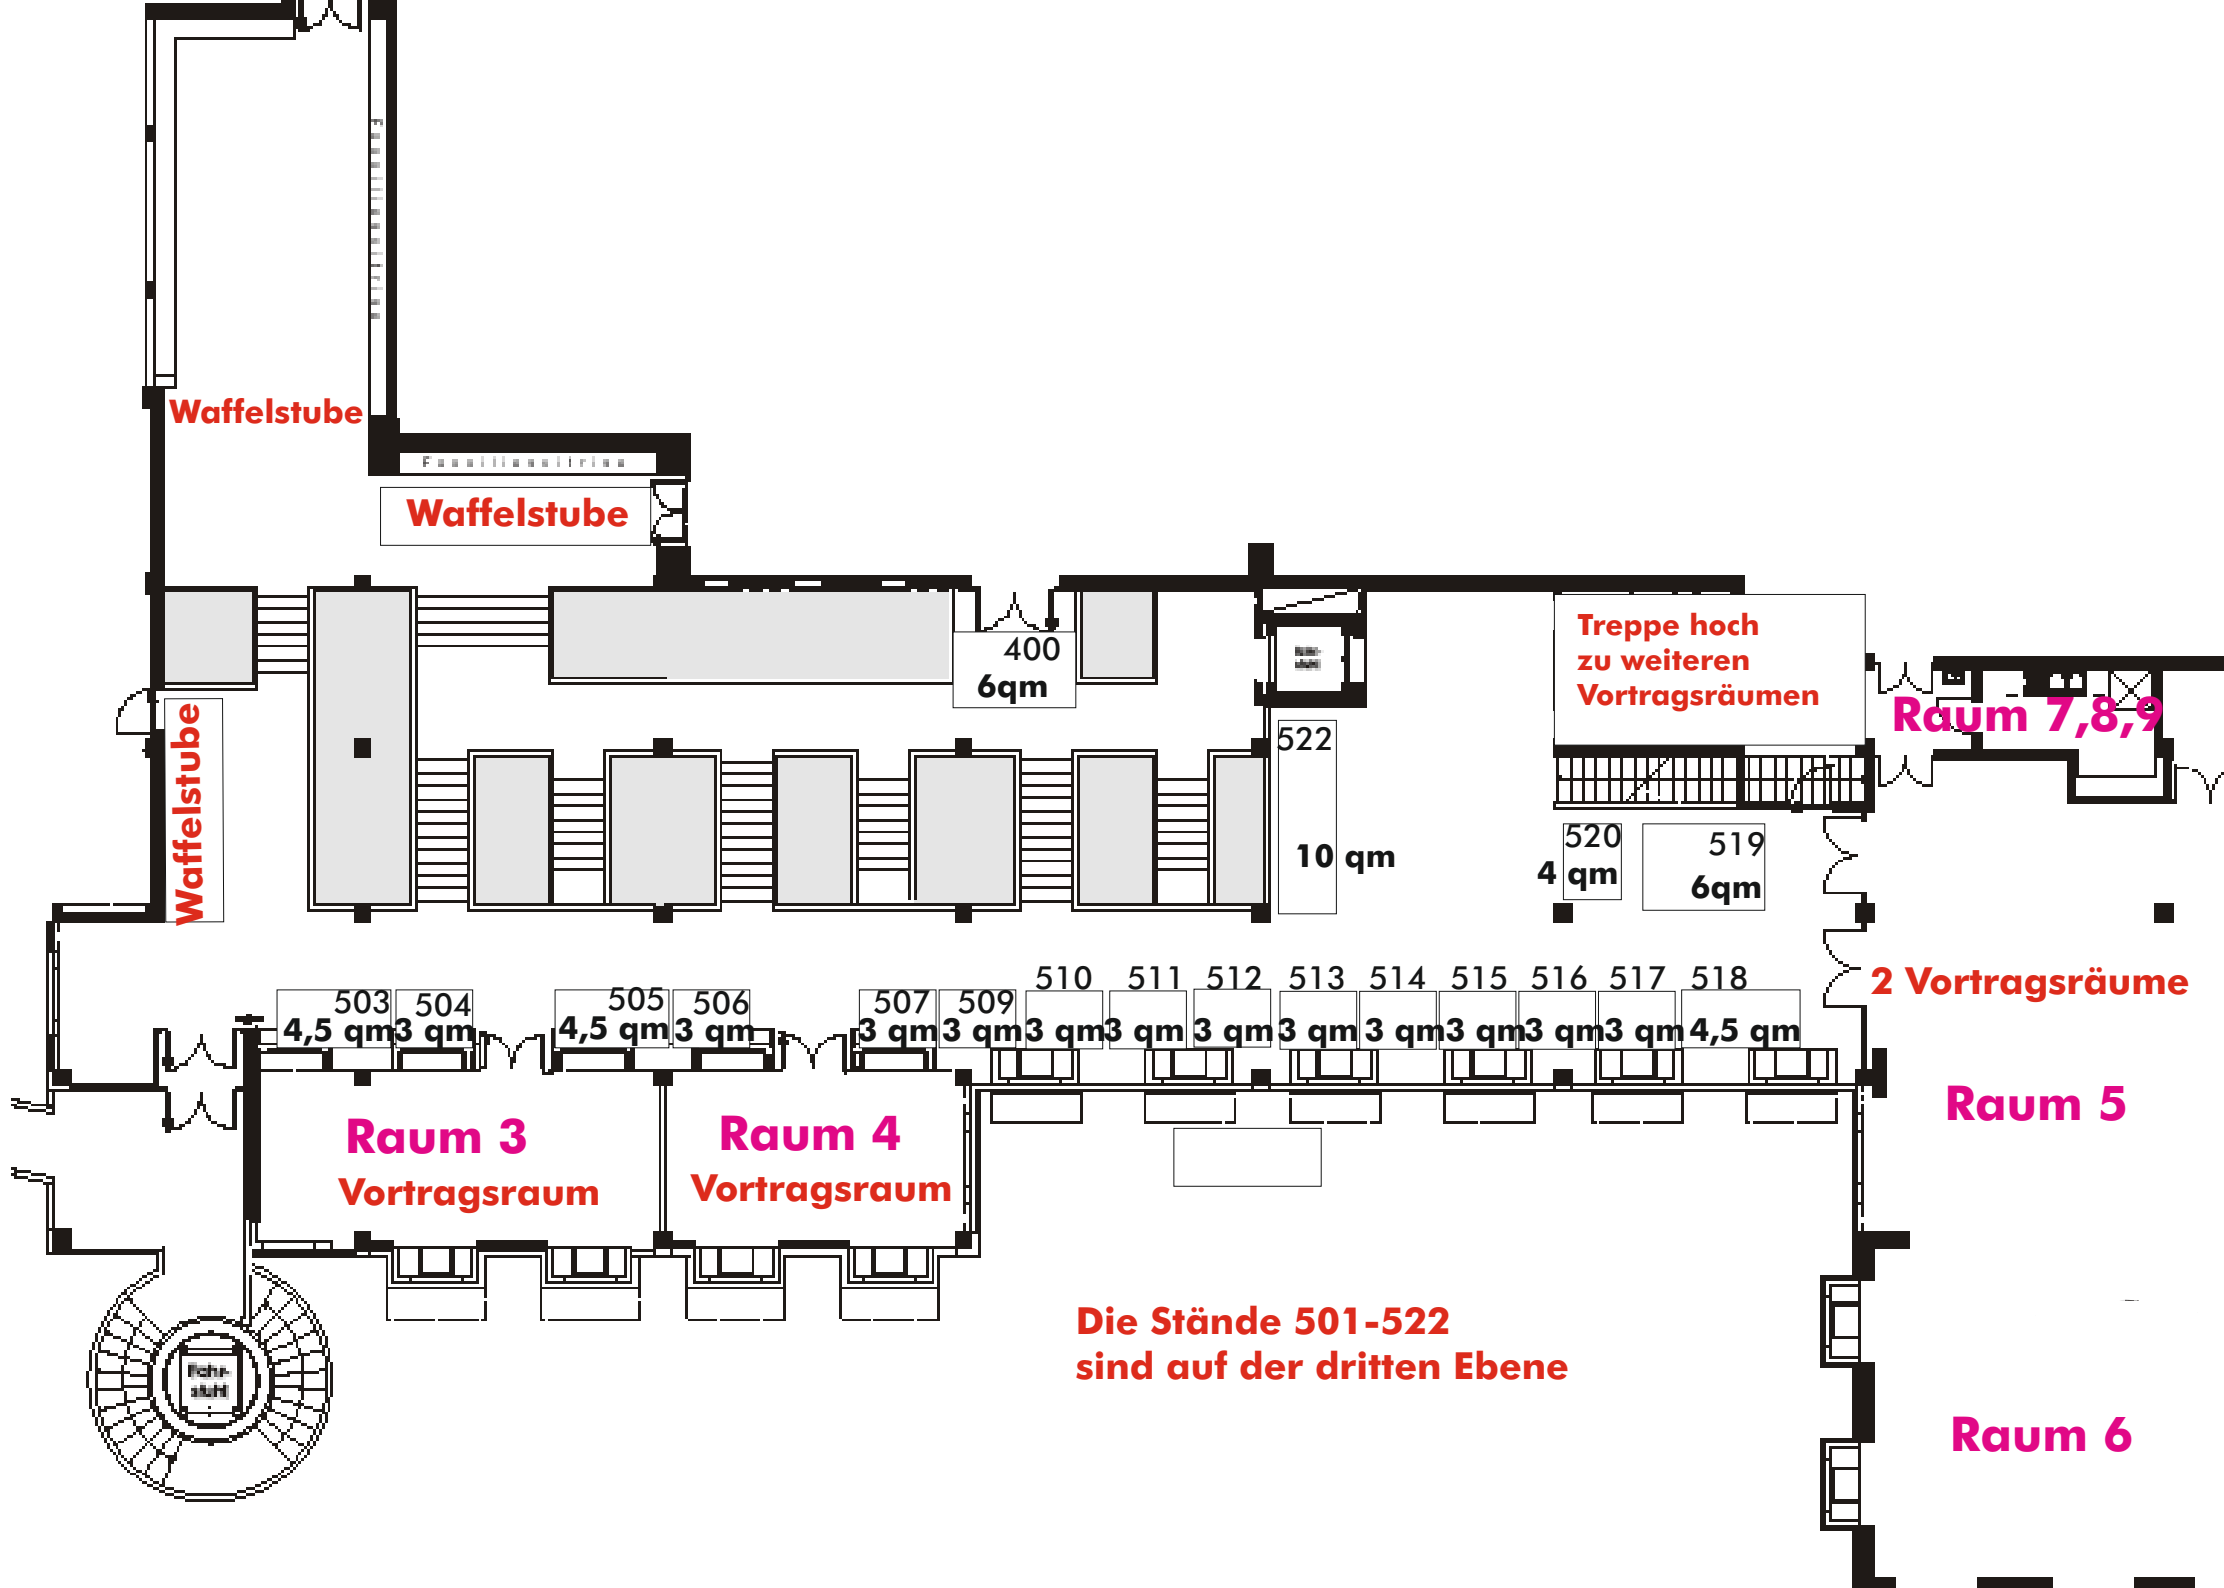 Waffelstube
Waffelstube
400
6qm
Treppe hoch
zu weiteren
Vortragsräumen
Raum 7,8,9
Waffelstube
522
10 qm
520
4 qm
519
6qm
2 Vortragsräume
503
4,5 qm
504
3 qm
505
4,5 qm
506
3 qm
507
3 qm
509
3 qm
510
3 qm
511
3 qm
512
3 qm
513
3 qm
514
3 qm
515
3 qm
516
3 qm
517
3 qm
518
4,5 qm
Raum 3
Vortragsraum
Raum 4
Vortragsraum
Raum 5
Die Stände 501-522
sind auf der dritten Ebene
Fahr-
stuhl
Raum 6